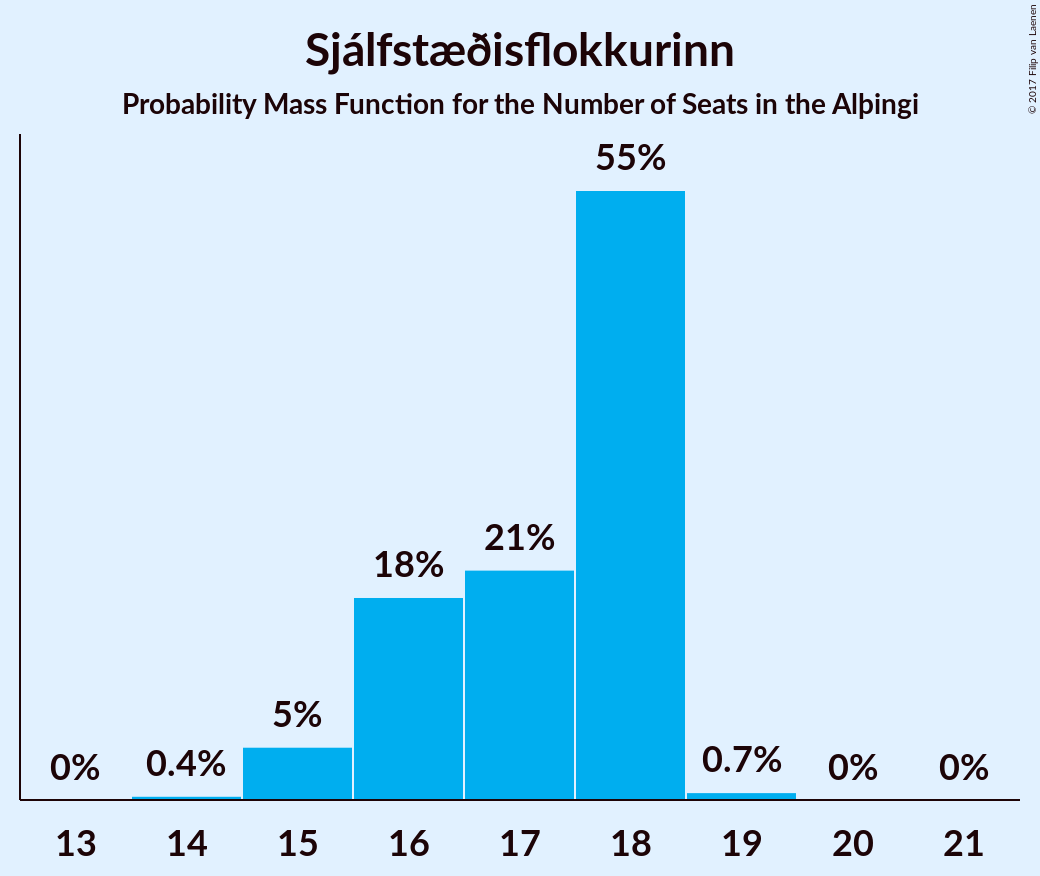 Sjálfstæðisflokkurinn
Probability Mass Function for the Number of Seats in the Alþingi
© 2017 Filip van Laenen
55%
21%
18%
5%
0%
0.4%
0.7%
0%
0%
13 14 15 16 17 18 19 20 21